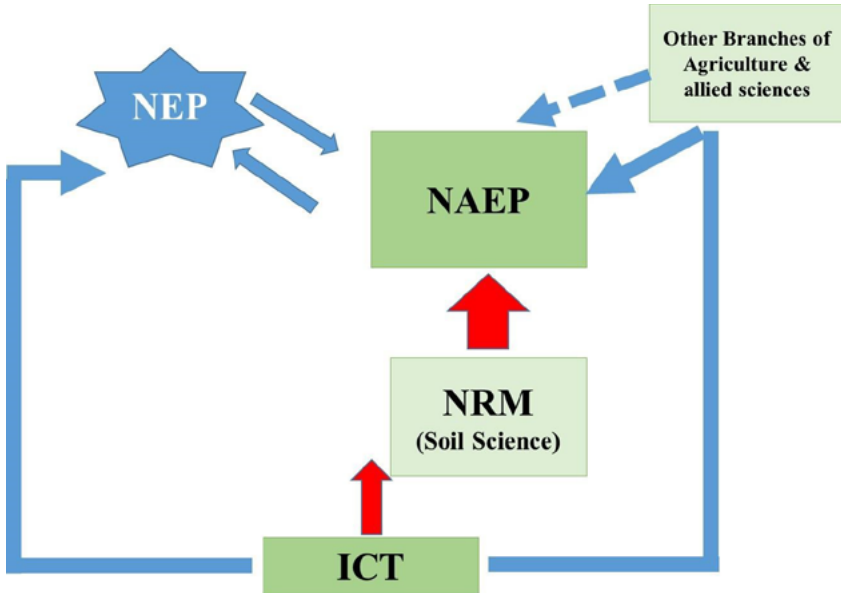 Other Branches of
Agriculture &
allied sciences
NEP
NAEP
NRM
(Soil Science)
ICT